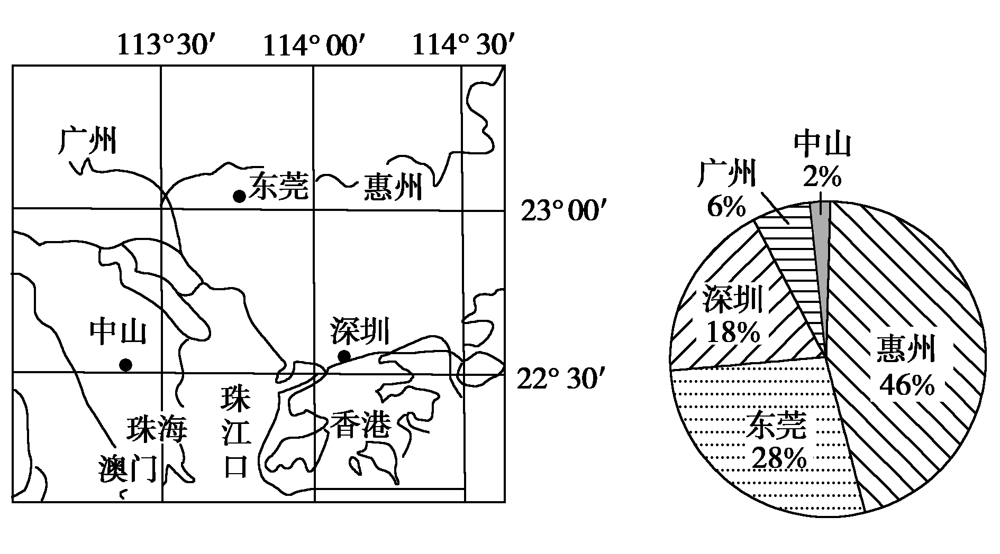 113°30′
114°00′
114°30′
广州
东莞
惠州
23°00′
中山
深圳
22°30′
珠江口
珠海
香港
澳门
中山
2%
广州
6%
深圳
18%
惠州
46%
东莞
28%